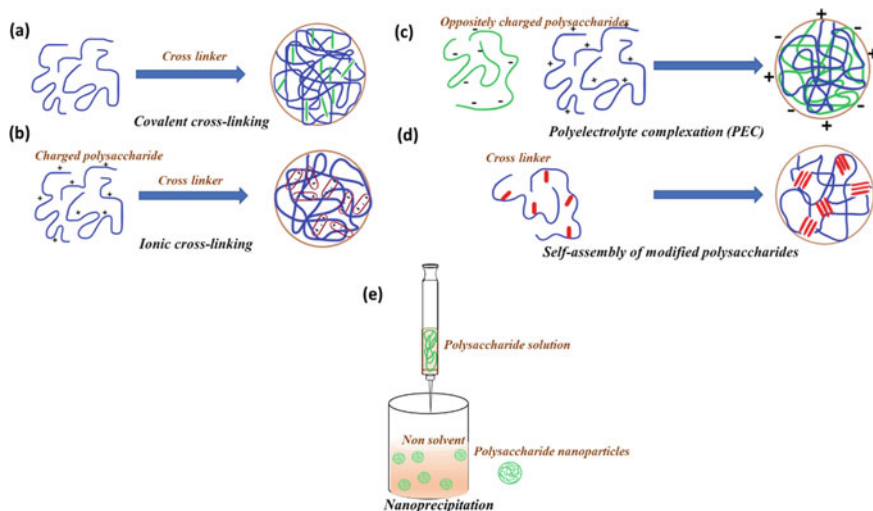 (a)
Cross linker
Covalent cross-linking
(b)
Charged polysaccharide
Cross linker
Ionic cross-linking
(c)
Oppositely charged polysaccharides
Polyelectrolyte complexation (PEC)
(d)
Cross linker
Self-assembly of modified polysaccharides
(e)
Polysaccharide solution
Non solvent
Polysaccharide nanoparticles
Nanoprecipitation